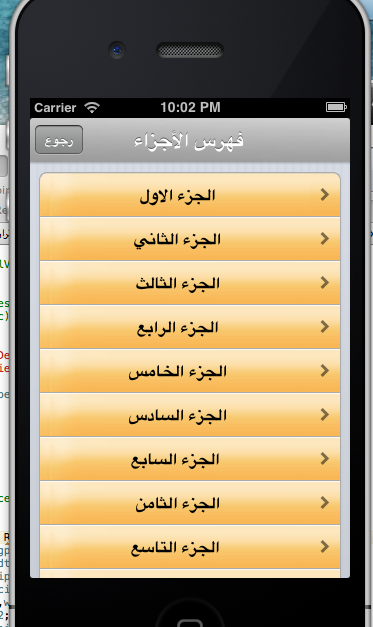 Carrier 10:02 PM
فهرس الأجزاء
رجوع
الجزء الاول
الجزء الثاني
الجزء الثالث
الجزء الرابع
الجزء الخامس
الجزء السادس
الجزء السابع
الجزء الثامن
الجزء التاسع